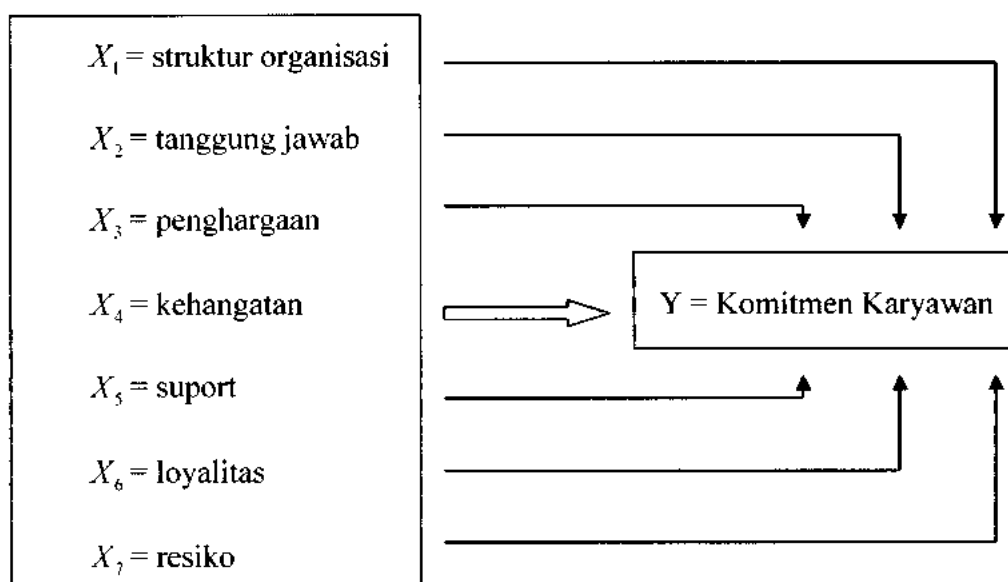 X₁ = struktur organisasi
X₂ = tanggung jawab
X₃ = penghargaan
X₄ = kehangatan
Y = Komitmen Karyawan
X₅ = suport
X₆ = loyalitas
X₇ = resiko